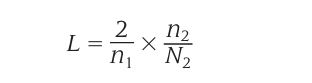 L = 2/n₁ × n₂/N₂